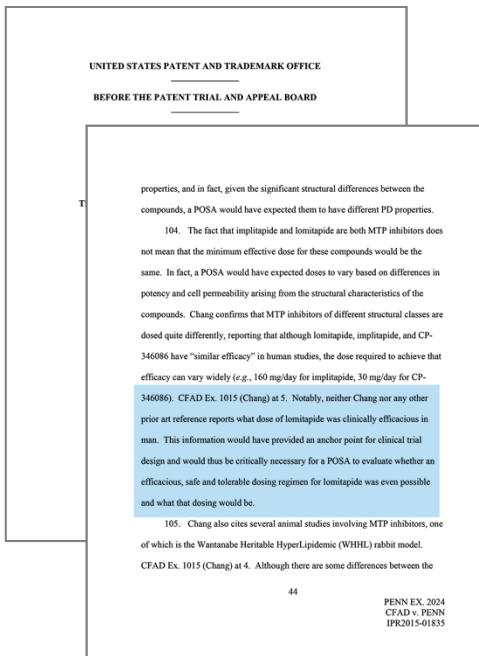 UNITED STATES PATENT AND TRADEMARK OFFICE
BEFORE THE PATENT TRIAL AND APPEAL BOARD
T
properties, and in fact, given the significant structural differences between the
compounds, a POSA would have expected them to have different PD properties.
104. The fact that implitapide and lomitapide are both MTP inhibitors does
not mean that the minimum effective dose for these compounds would be the
same. In fact, a POSA would have expected doses to vary based on differences in
potency and cell permeability arising from the structural characteristics of the
compounds. Chang confirms that MTP inhibitors of different structural classes are
dosed quite differently, reporting that although lomitapide, implitapide, and CP-
346086 have “similar efficacy” in human studies, the dose required to achieve that
efficacy can vary widely (e.g., 160 mg/day for implitapide, 30 mg/day for CP-
346086). CFAD Ex. 1015 (Chang) at 5. Notably, neither Chang nor any other
prior art reference reports what dose of lomitapide was clinically efficacious in
man. This information would have provided an anchor point for clinical trial
design and would thus be critically necessary for a POSA to evaluate whether an
efficacious, safe and tolerable dosing regimen for lomitapide was even possible
and what that dosing would be.
105. Chang also cites several animal studies involving MTP inhibitors, one
of which is the Wantanabe Heritable HyperLipidemic (WHHL) rabbit model.
CFAD Ex. 1015 (Chang) at 4. Although there are some differences between the
44
PENN EX. 2024
CFAD v. PENN
IPR2015-01835